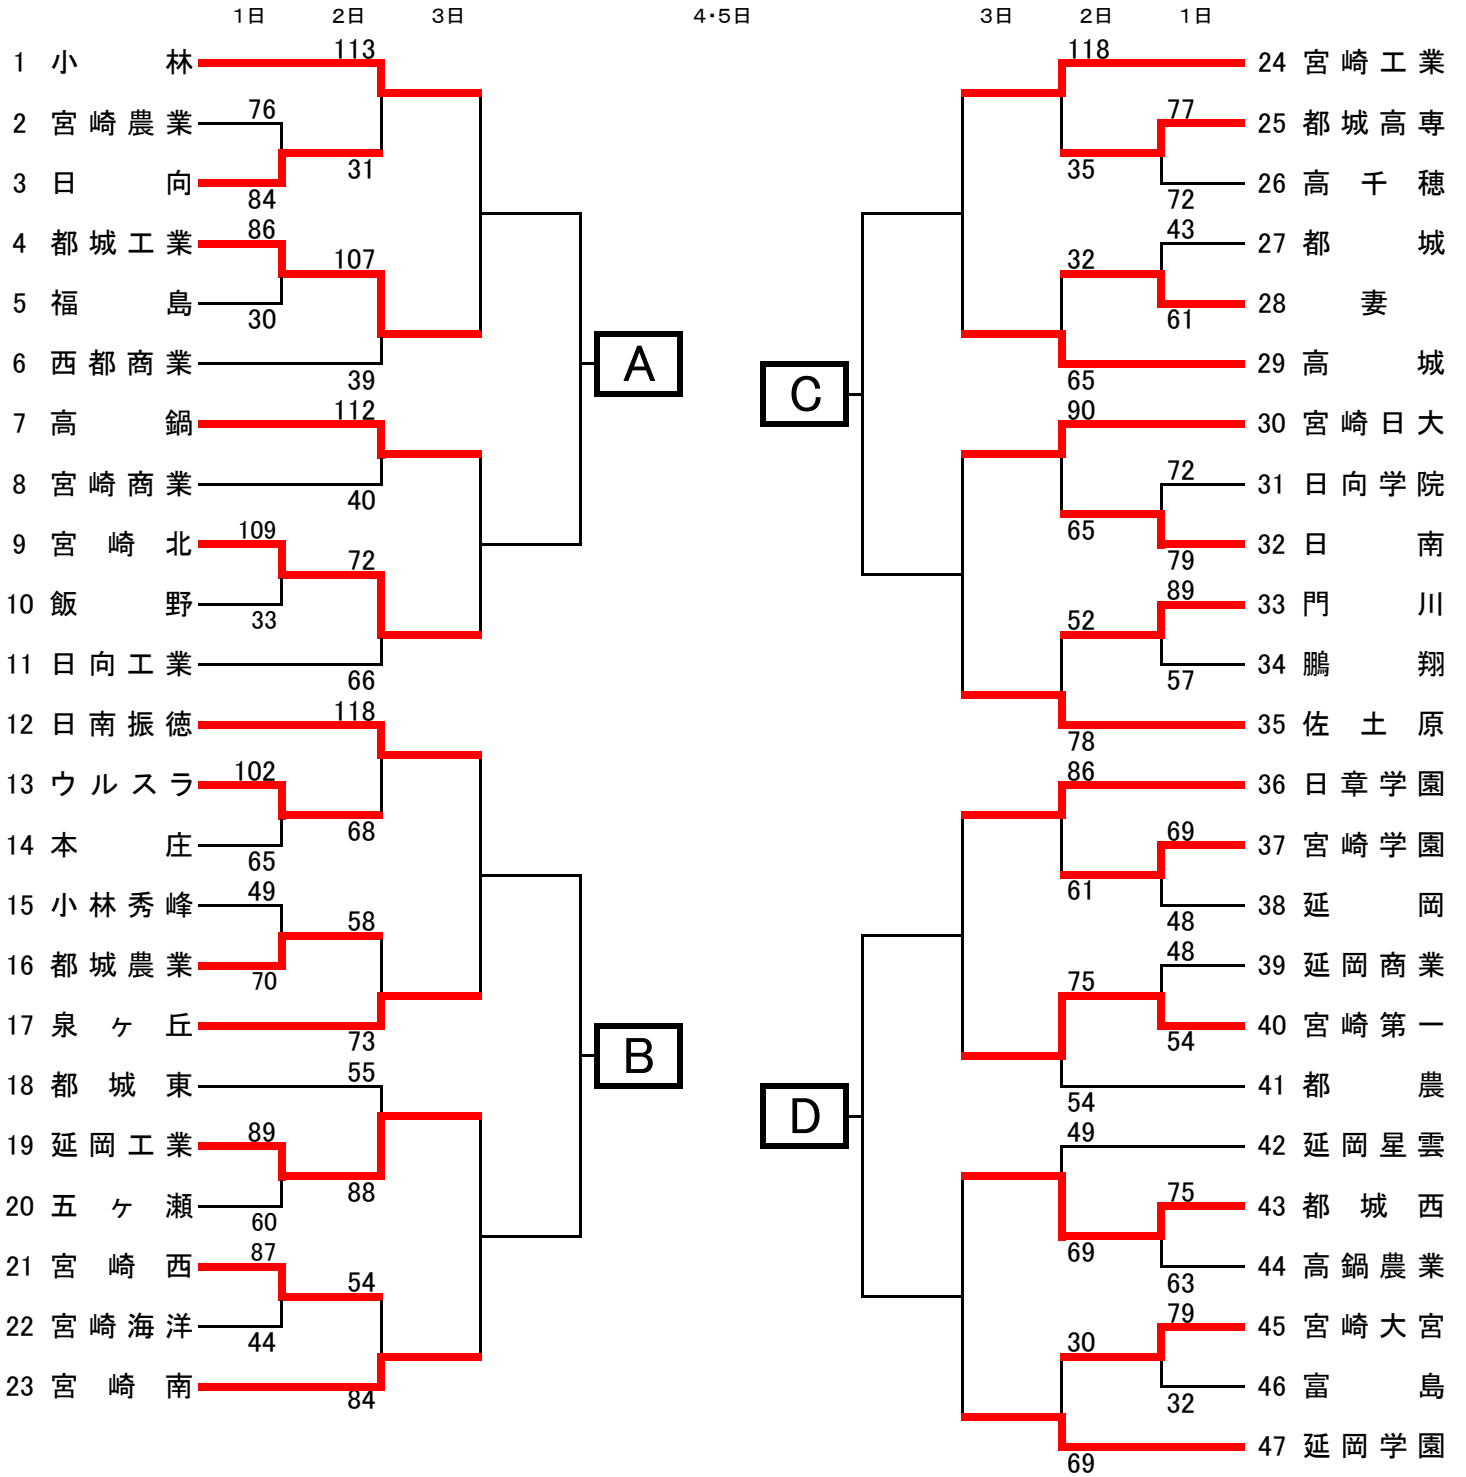 1日 2日 3日 4・5日 3日 2日 1日
113 118
1 小林 24 宮崎工業
76 77
2 宮崎農業 25 都城高専
31 35
3 日向 26 高千穂
84 72
86 43
4 都城工業 27 都城
107 32
5 福島 28 妻
30 61
6 西都商業 A 29 高城
39 65
C
112 90
7 高鍋 30 宮崎日大
72
8 宮崎商業 31 日向学院
40
109 65
9 宮崎北 32 日南
72 79
89
10 飯野 33 門川
33 52
11 日向工業 34 鵬翔
66 57
118
12 日南振徳 35 佐土原
78
102 86
13 ウルスラ 36 日章学園
68 69
14 本庄 37 宮崎学園
65
49 61
15 小林秀峰 38 延岡
58 48
48
16 都城農業 39 延岡商業
70 75
17 泉ヶ丘 40 宮崎第一
73 54
B
55
18 都城東 41 都農
54
D
89 49
19 延岡工業 42 延岡星雲
88 75
20 五ヶ瀬 43 都城西
60
87 69
21 宮崎西 44 高鍋農業
54 63
79
22 宮崎海洋 45 宮崎大宮
44 30
23 宮崎南 46 富島
84 32
47 延岡学園
69